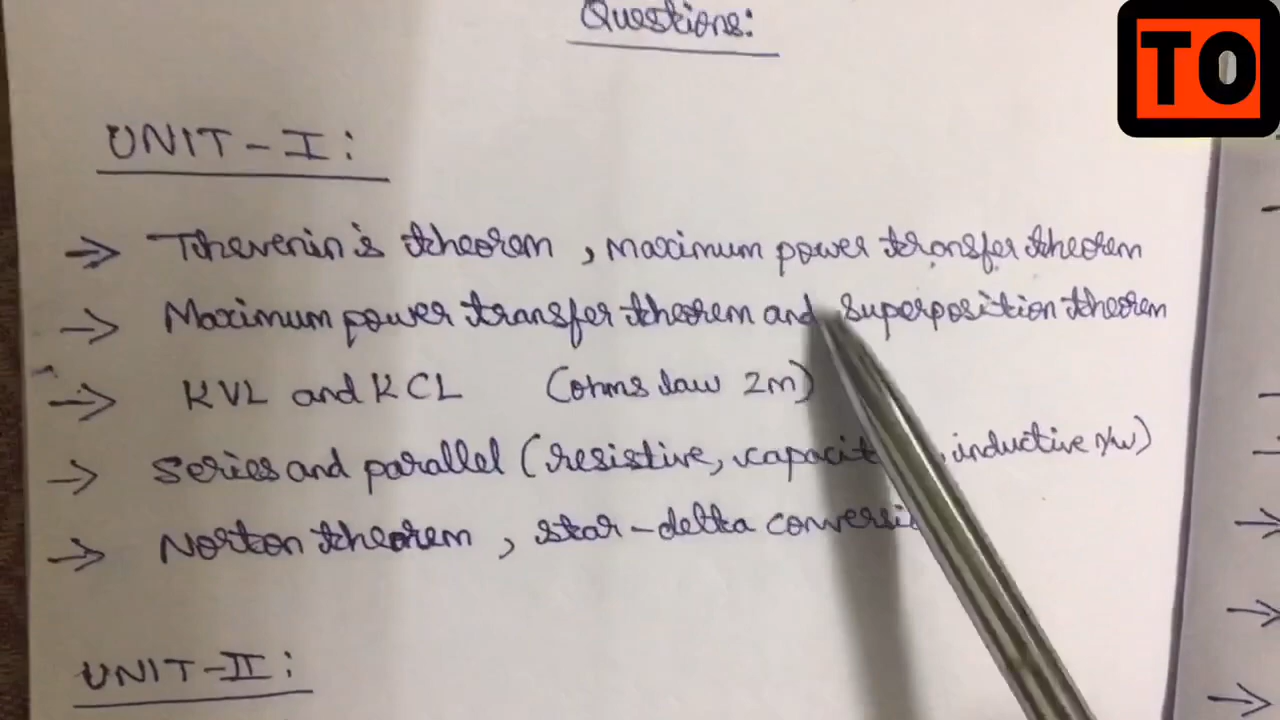 Questions:
TO
UNIT-I:
→ Thevenin's theorem, Maximum power transfer theorem
→ Maximum power transfer theorem and superposition theorem
→ KVL and KCL (ohms law 2m)
→ Series and parallel (resistive, capacit , inductive n/w)
→ Norton theorem, star-delta conversi
UNIT-II: